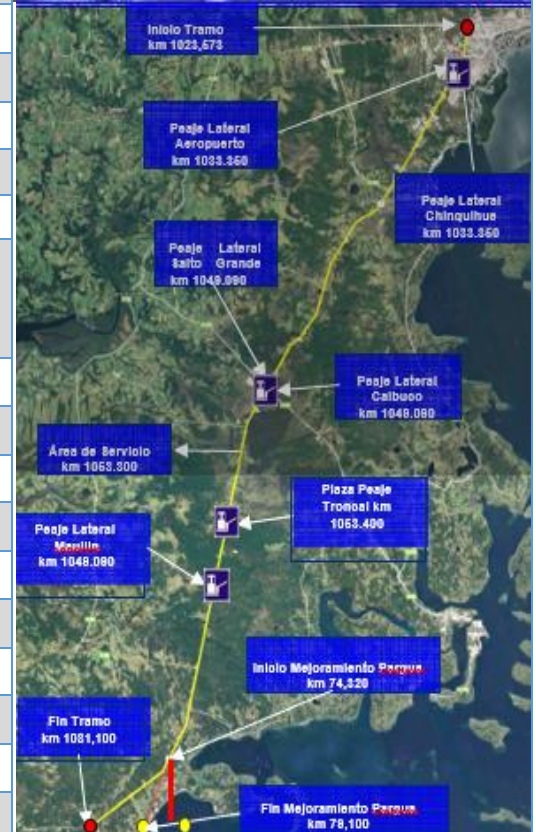 Inicio Tramo
km 1023,573
Peaje Lateral
Aeropuerto
km 1033.350
Peaje Lateral
Chinquihue
km 1033.350
Peaje Lateral
Salto Grande
km 1049.090
Peaje Lateral
Calbuco
km 1049.090
Área de Servicio
km 1053.300
Plaza Peaje
Troncal km
1053.400
Peaje Lateral
Maullin
km 1049.090
Inicio Mejoramiento Pargua
km 74,320
Fin Tramo
km 1081,100
Fin Mejoramiento Pargua
km 78,100